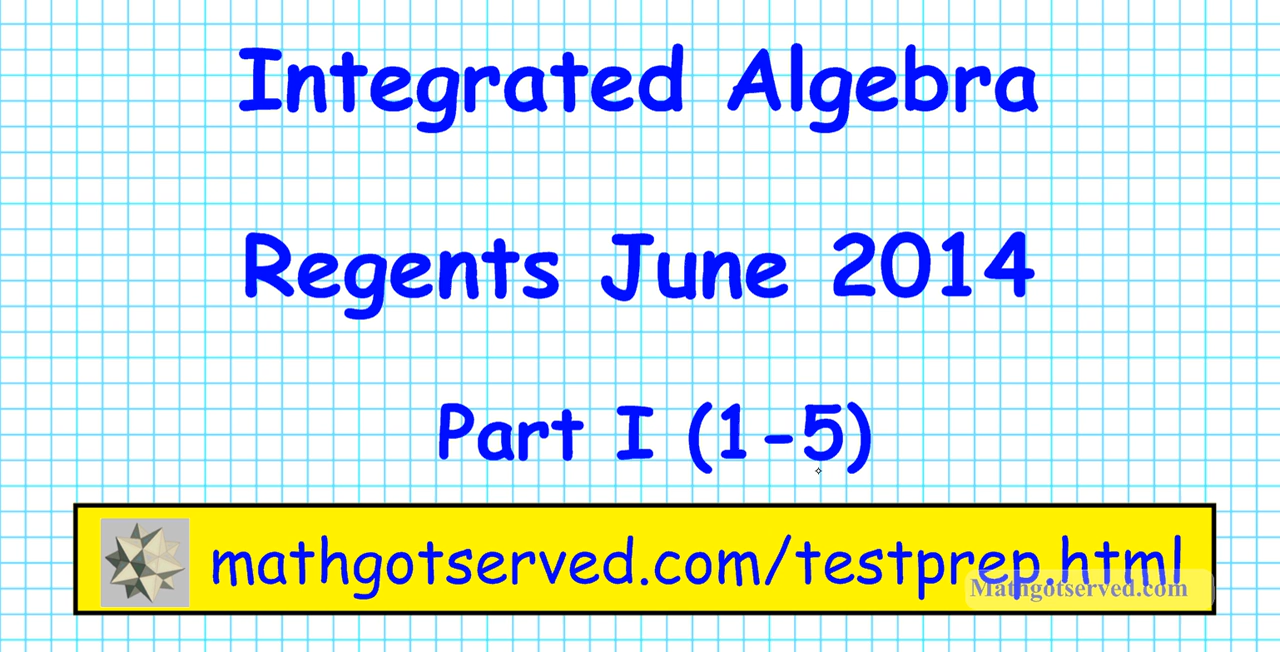 Integrated Algebra
Regents June 2014
Part I (1-5)
mathgotserved.com/testprep.html
Mathgotserved.com